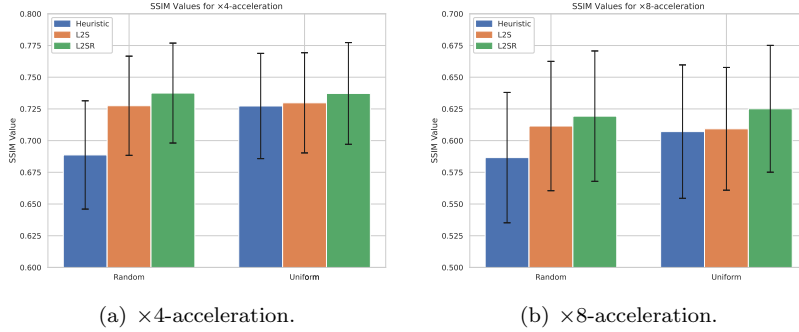 SSIM Values for ×4-acceleration
Heuristic
L2S
L2SR
SSIM Value
0.800
0.775
0.750
0.725
0.700
0.675
0.650
0.625
0.600
Random
Uniform
(a) ×4-acceleration.
SSIM Values for ×8-acceleration
Heuristic
L2S
L2SR
SSIM Value
0.700
0.675
0.650
0.625
0.600
0.575
0.550
0.525
0.500
Random
Uniform
(b) ×8-acceleration.